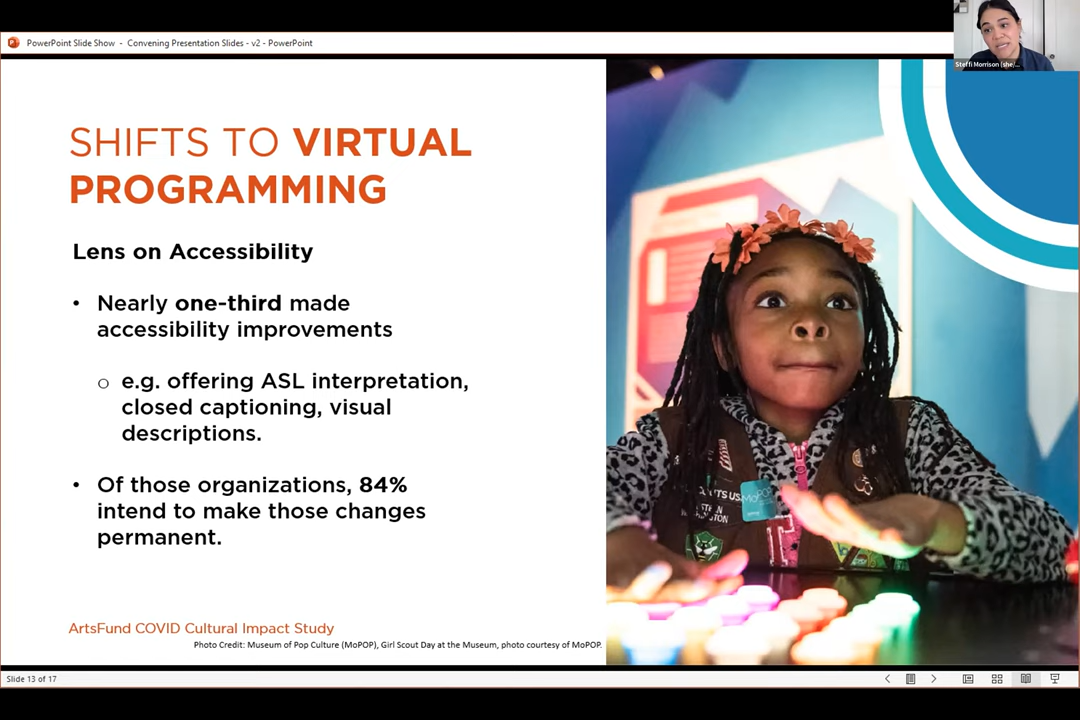 PowerPoint Slide Show - Convening Presentation Slides - v2 - PowerPoint
Steffi Morrison (she/...
SHIFTS TO VIRTUAL
PROGRAMMING
Lens on Accessibility
• Nearly one-third made
accessibility improvements
o e.g. offering ASL interpretation,
closed captioning, visual
descriptions.
• Of those organizations, 84%
intend to make those changes
permanent.
MoPOP
ArtsFund COVID Cultural Impact Study
Photo Credit: Museum of Pop Culture (MoPOP), Girl Scout Day at the Museum, photo courtesy of MoPOP.
Slide 13 of 17